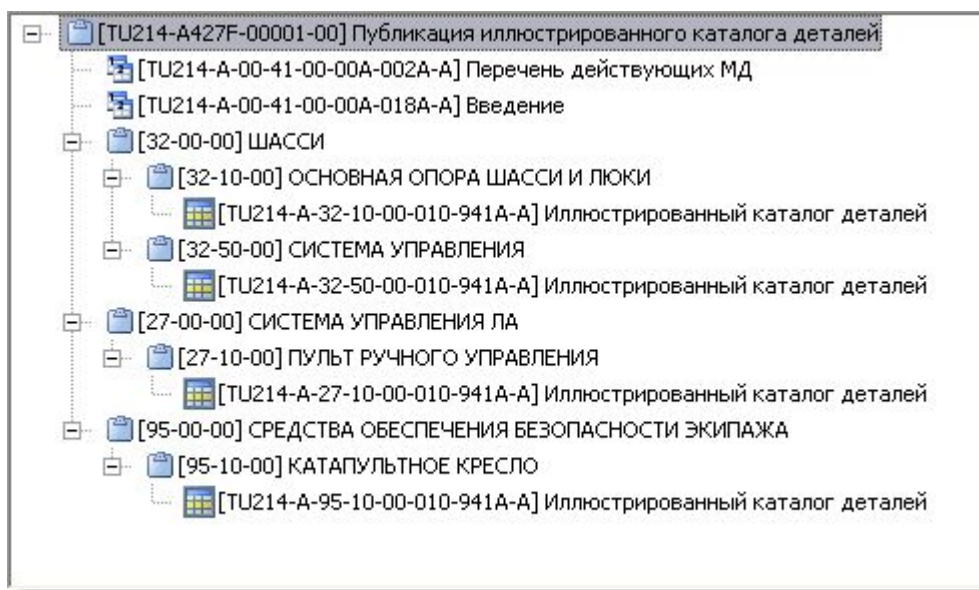 [TU214-A427F-00001-00] Публикация иллюстрированного каталога деталей
[TU214-A-00-41-00-00A-002A-A] Перечень действующих МД
[TU214-A-00-41-00-00A-018A-A] Введение
[32-00-00] ШАССИ
[32-10-00] ОСНОВНАЯ ОПОРА ШАССИ И ЛЮКИ
[TU214-A-32-10-00-010-941A-A] Иллюстрированный каталог деталей
[32-50-00] СИСТЕМА УПРАВЛЕНИЯ
[TU214-A-32-50-00-010-941A-A] Иллюстрированный каталог деталей
[27-00-00] СИСТЕМА УПРАВЛЕНИЯ ЛА
[27-10-00] ПУЛЬТ РУЧНОГО УПРАВЛЕНИЯ
[TU214-A-27-10-00-010-941A-A] Иллюстрированный каталог деталей
[95-00-00] СРЕДСТВА ОБЕСПЕЧЕНИЯ БЕЗОПАСНОСТИ ЭКИПАЖА
[95-10-00] КАТАПУЛЬТНОЕ КРЕСЛО
[TU214-A-95-10-00-010-941A-A] Иллюстрированный каталог деталей